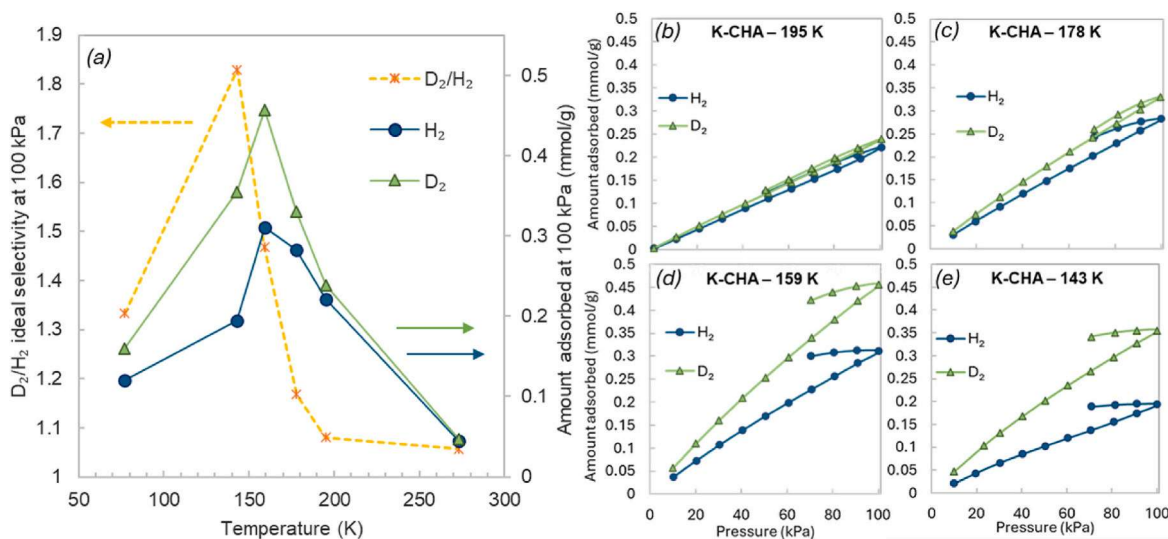 (a)
D₂/H₂ ideal selectivity at 100 kPa
1.9
1.8
1.7
1.6
1.5
1.4
1.3
1.2
1.1
1
D₂/H₂
H₂
D₂
0.5
0.4
0.3
0.2
0.1
0
Amount adsorbed at 100 kPa (mmol/g)
50 100 150 200 250 300
Temperature (K)
(b)
K-CHA – 195 K
Amount adsorbed (mmol/g)
0.5
0.45
0.4
0.35
0.3
0.25
0.2
0.15
0.1
0.05
0
H₂
D₂
(c)
K-CHA – 178 K
0.5
0.45
0.4
0.35
0.3
0.25
0.2
0.15
0.1
0.05
0
H₂
D₂
(d)
K-CHA – 159 K
Amount adsorbed (mmol/g)
0.5
0.45
0.4
0.35
0.3
0.25
0.2
0.15
0.1
0.05
0
H₂
D₂
0 20 40 60 80 100
Pressure (kPa)
(e)
K-CHA – 143 K
0.5
0.45
0.4
0.35
0.3
0.25
0.2
0.15
0.1
0.05
0
H₂
D₂
0 20 40 60 80 100
Pressure (kPa)